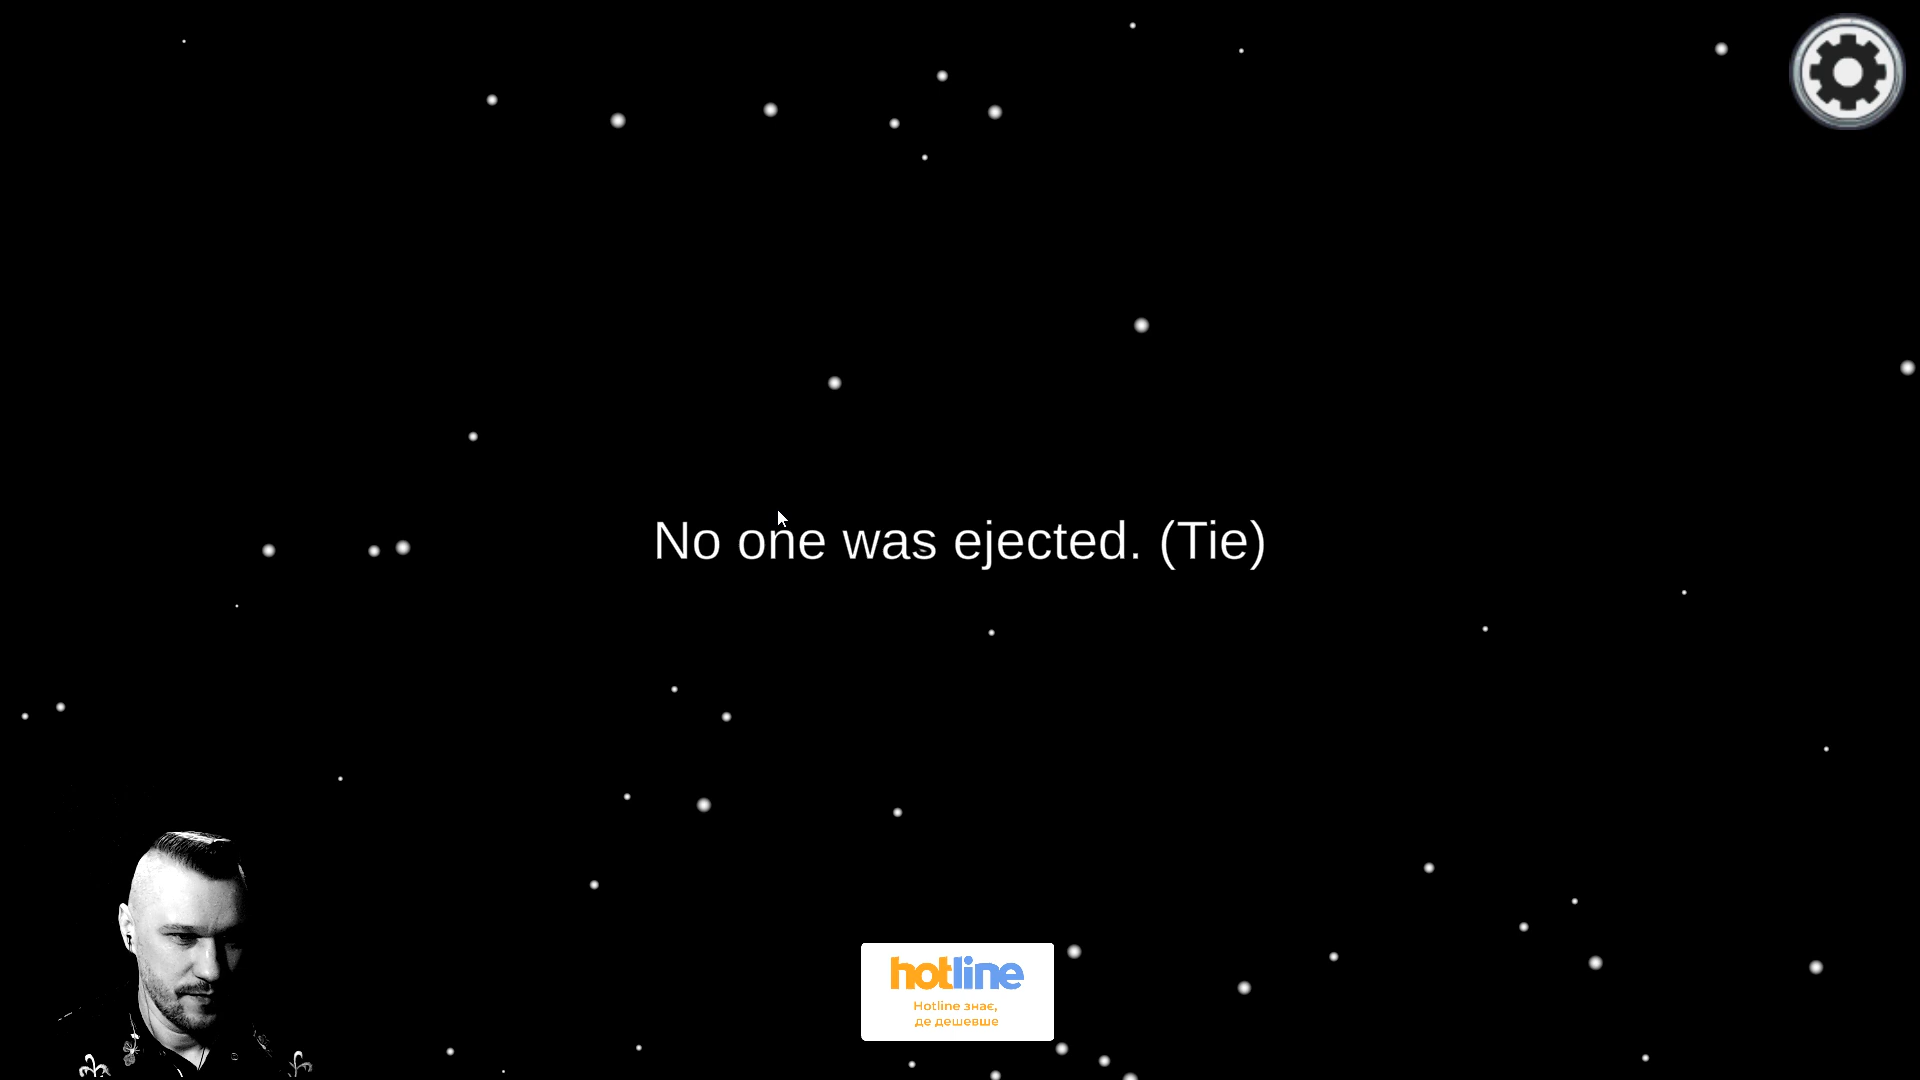 No one was ejected. (Tie)
hotline
Hotline знає,
де дешевше